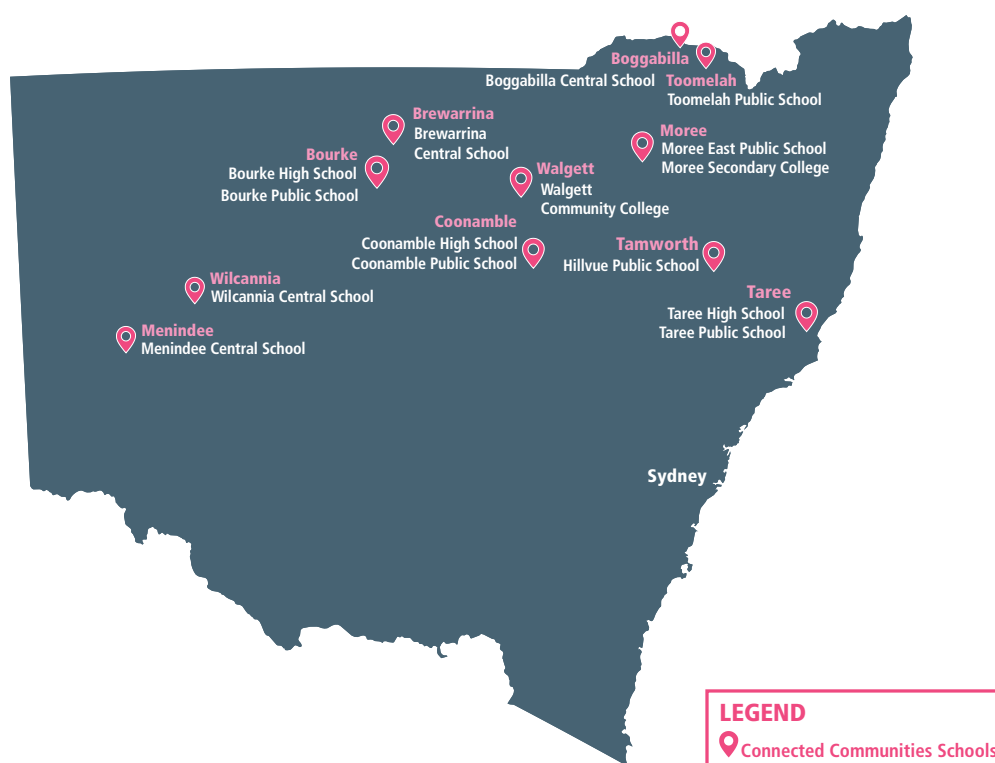 Boggabilla
Boggabilla Central School
Toomelah
Toomelah Public School
Brewarrina
Brewarrina
Central School
Moree
Moree East Public School
Moree Secondary College
Bourke
Bourke High School
Bourke Public School
Walgett
Walgett
Community College
Coonamble
Coonamble High School
Coonamble Public School
Tamworth
Hillvue Public School
Wilcannia
Wilcannia Central School
Taree
Taree High School
Taree Public School
Menindee
Menindee Central School
Sydney
LEGEND
Connected Communities Schools